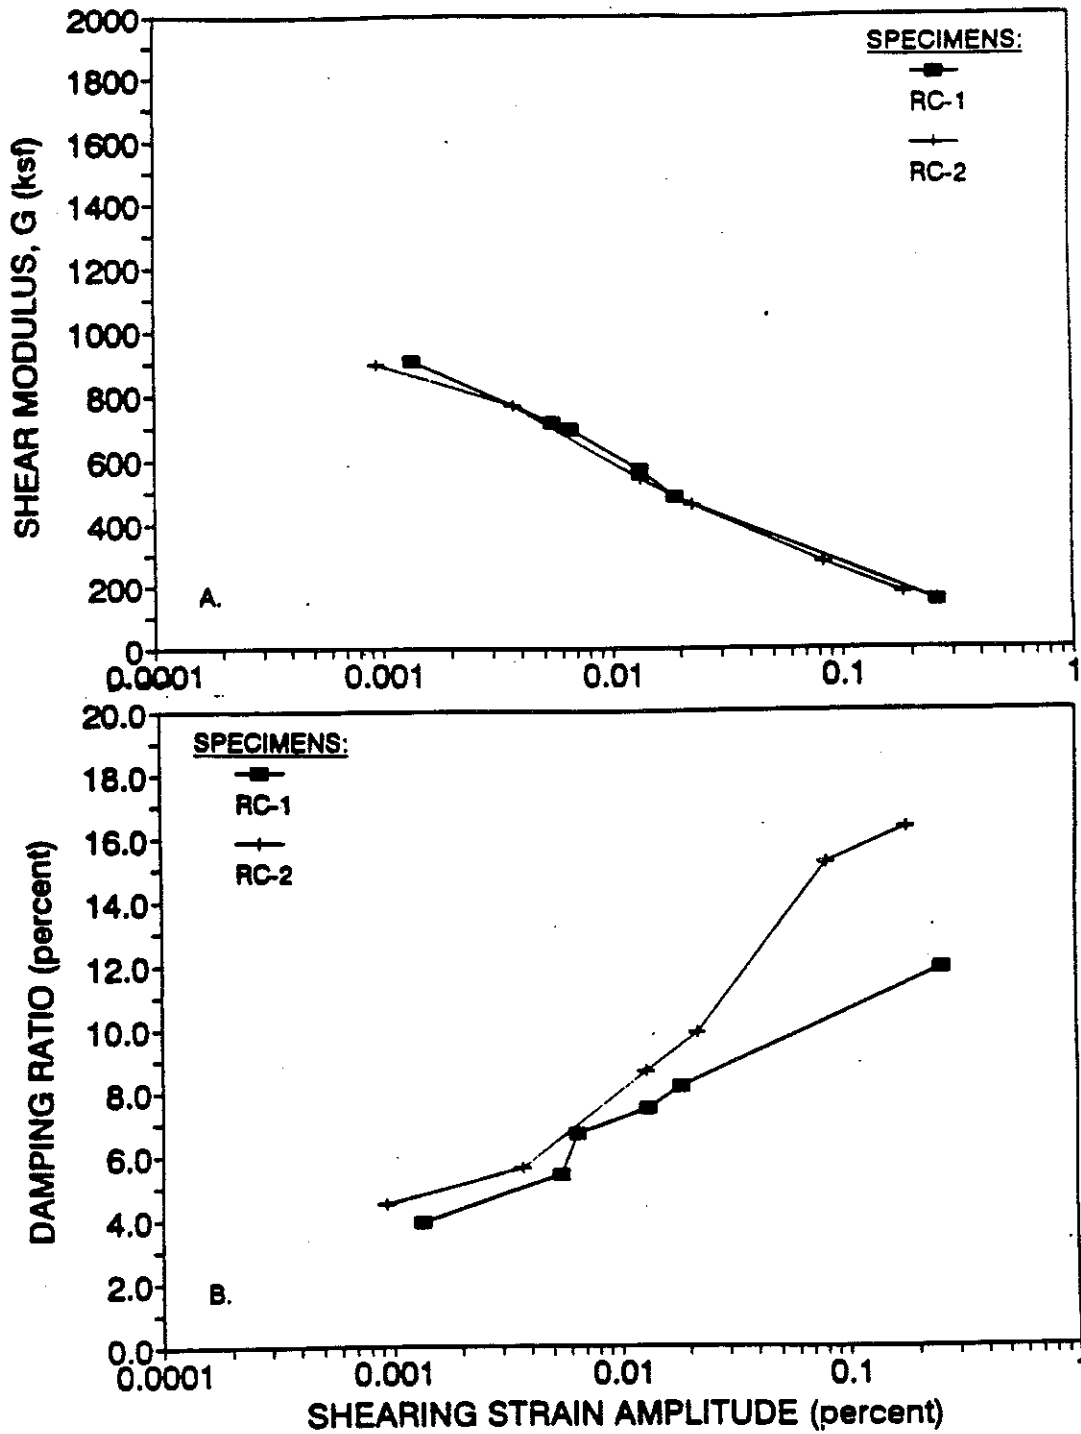 2000
1800
1600
1400
1200
1000
800
600
400
200
0
SHEAR MODULUS, G (ksf)
SPECIMENS:
RC-1
RC-2
A.
0.0001 0.001 0.01 0.1 1
20.0
18.0
16.0
14.0
12.0
10.0
8.0
6.0
4.0
2.0
0.0
DAMPING RATIO (percent)
SPECIMENS:
RC-1
RC-2
B.
0.0001 0.001 0.01 0.1
SHEARING STRAIN AMPLITUDE (percent)